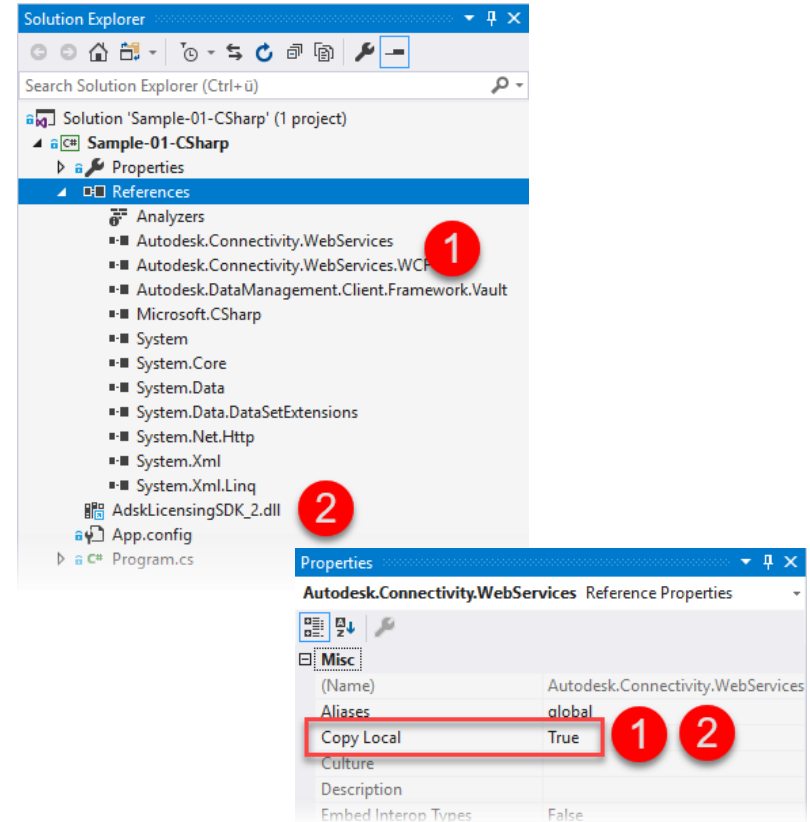 Solution Explorer
Search Solution Explorer (Ctrl+ü)
Solution 'Sample-01-CSharp' (1 project)
C# Sample-01-CSharp
Properties
References
Analyzers
Autodesk.Connectivity.WebServices
1
Autodesk.Connectivity.WebServices.WCF
Autodesk.DataManagement.Client.Framework.Vault
Microsoft.CSharp
System
System.Core
System.Data
System.Data.DataSetExtensions
System.Net.Http
System.Xml
System.Xml.Linq
AdskLicensingSDK_2.dll
2
App.config
C# Program.cs
Properties
Autodesk.Connectivity.WebServices Reference Properties
Misc
(Name) Autodesk.Connectivity.WebServices
Aliases global
Copy Local True 1 2
Culture
Description
Embed Interop Types False